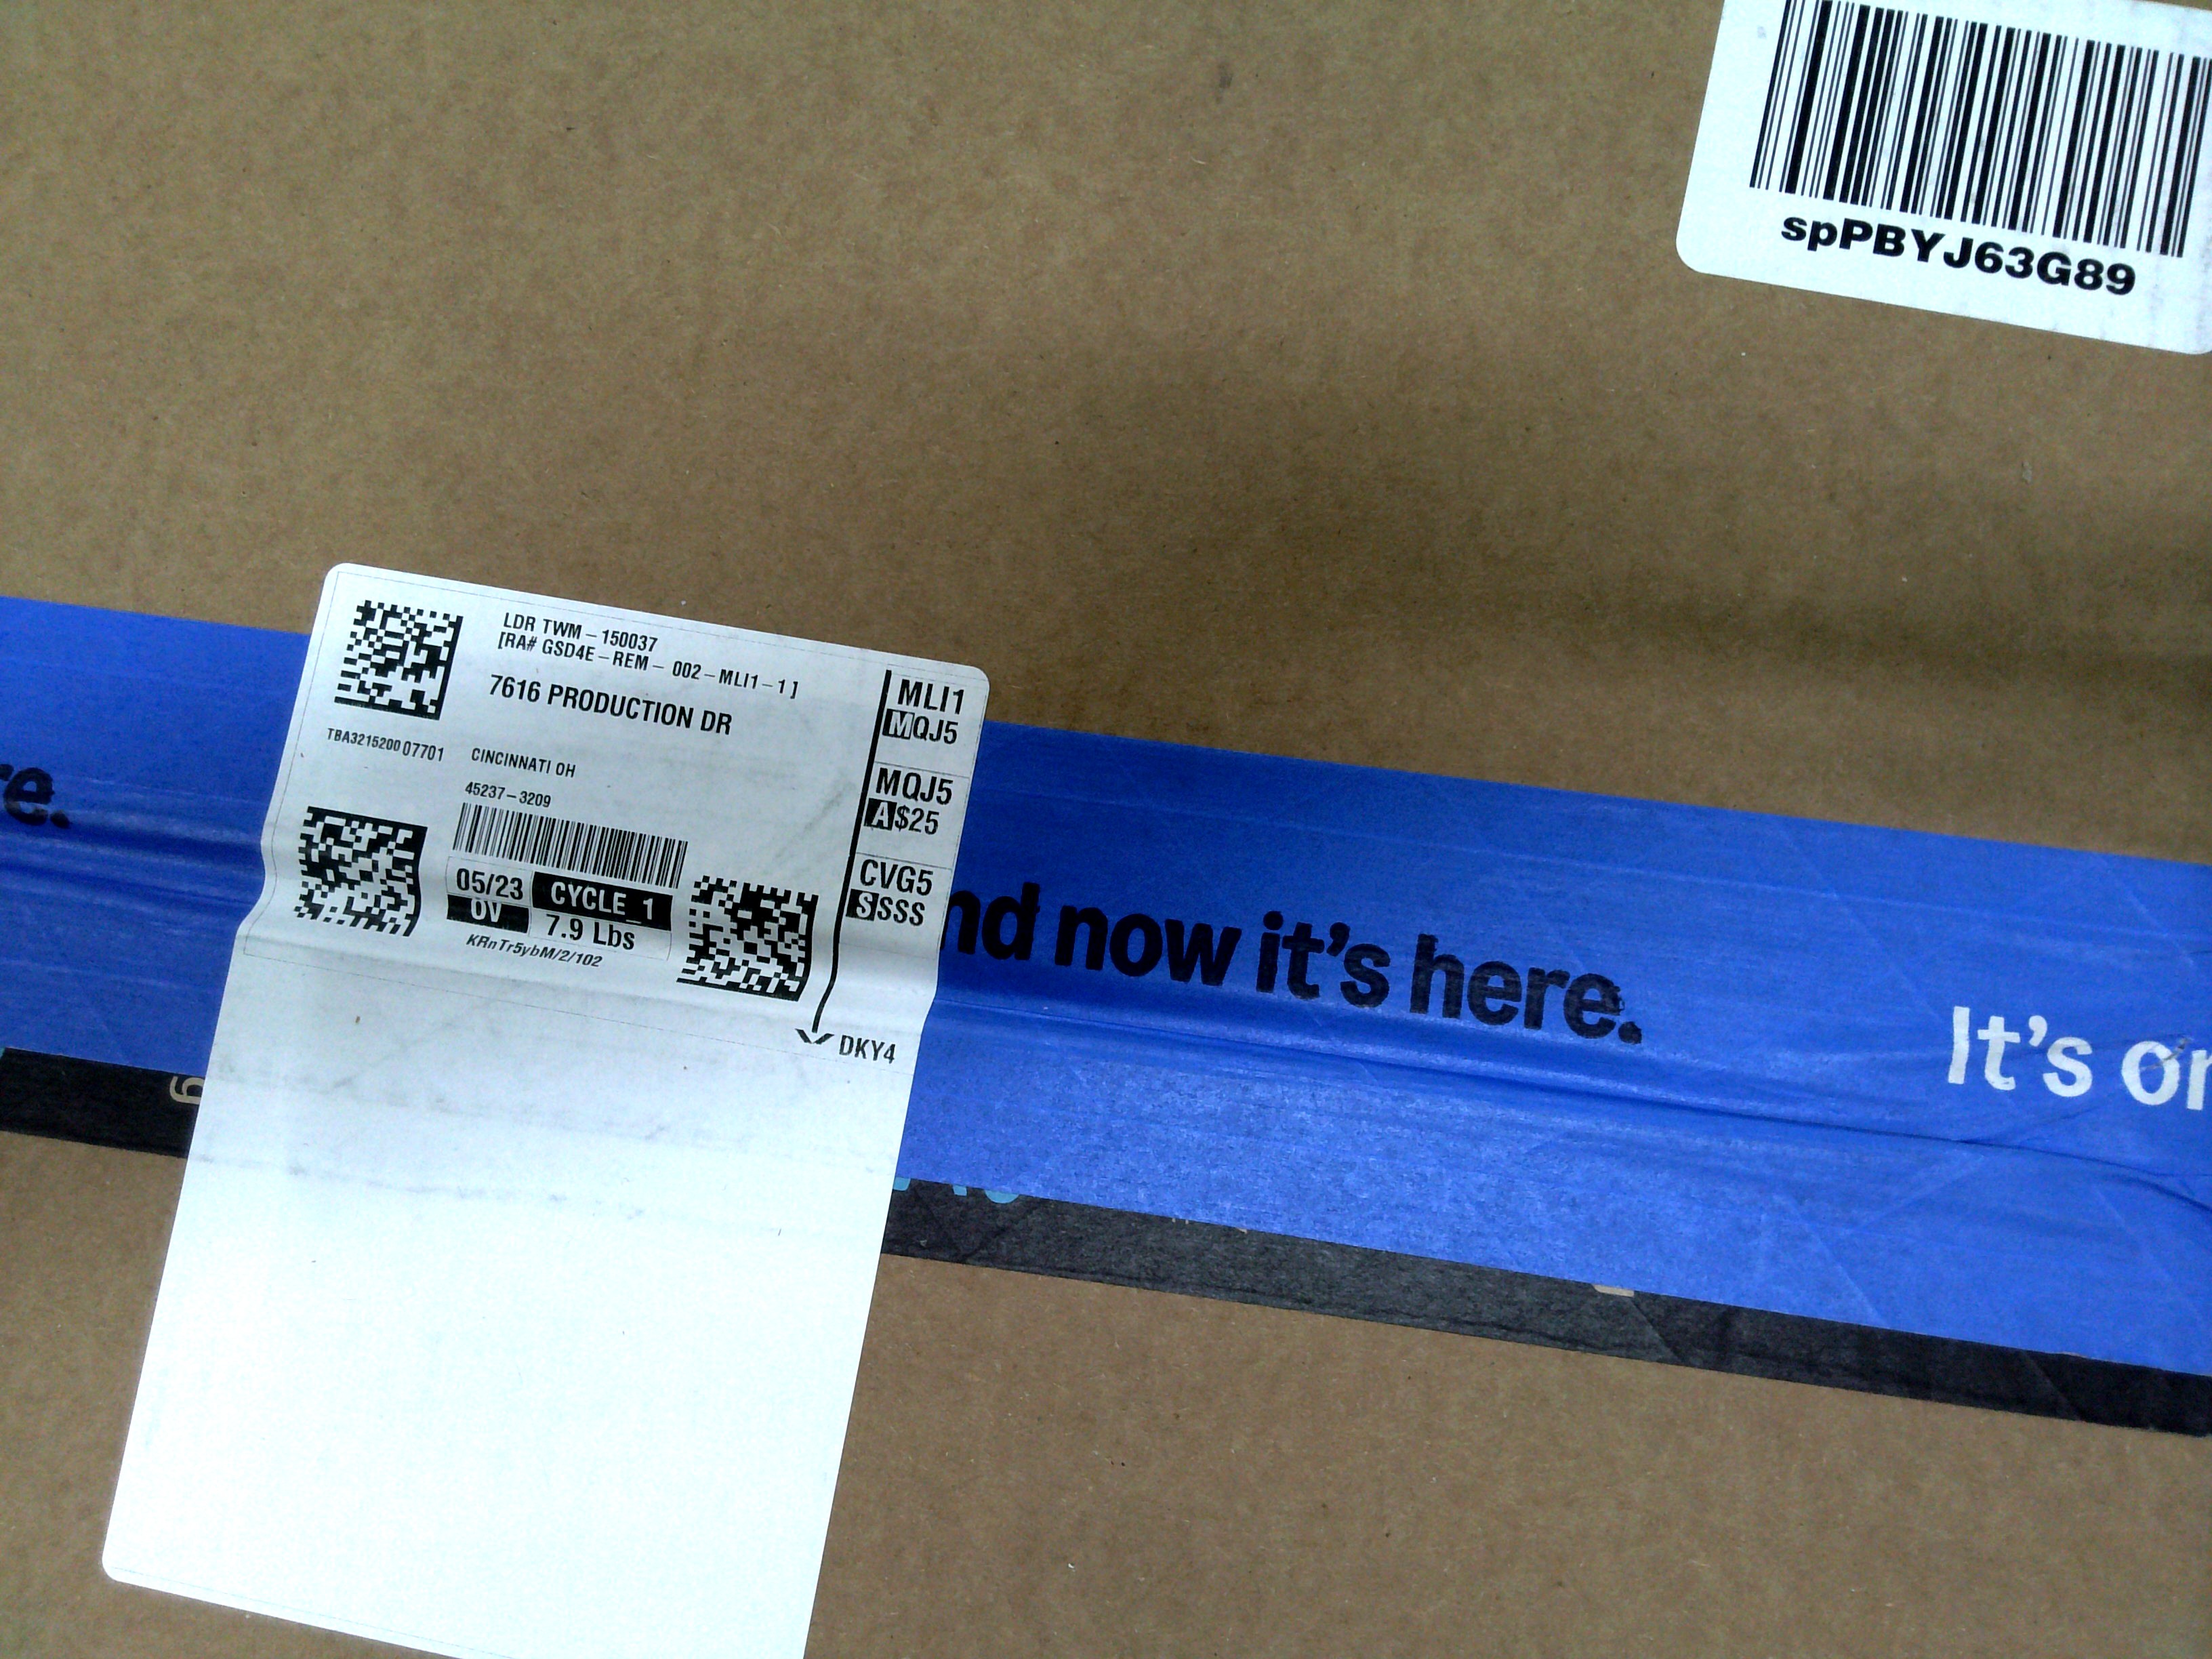 spPBYJ63G89
LDR TWM-150037
[RA# GSD4E-REM- 002-MLI1-1]
7616 PRODUCTION DR
TBA321520007701
CINCINNATI OH
45237-3209
05/23 CYCLE_1
OV 7.9 Lbs
KRnTr5ybM/2/102
MLI1
MQJ5
MQJ5
A$25
CVG5
SSSS
DKY4
re.
nd now it's here.
It's or